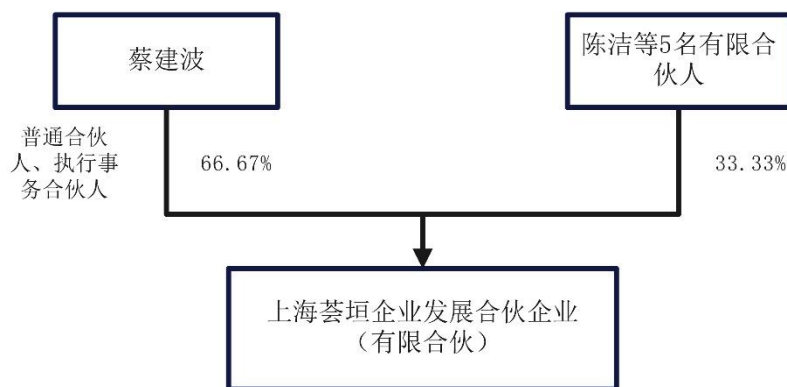 蔡建波
陈洁等5名有限合
伙人
普通合伙
人、执行事
务合伙人
66.67%
33.33%
上海荟垣企业发展合伙企业
（有限合伙）